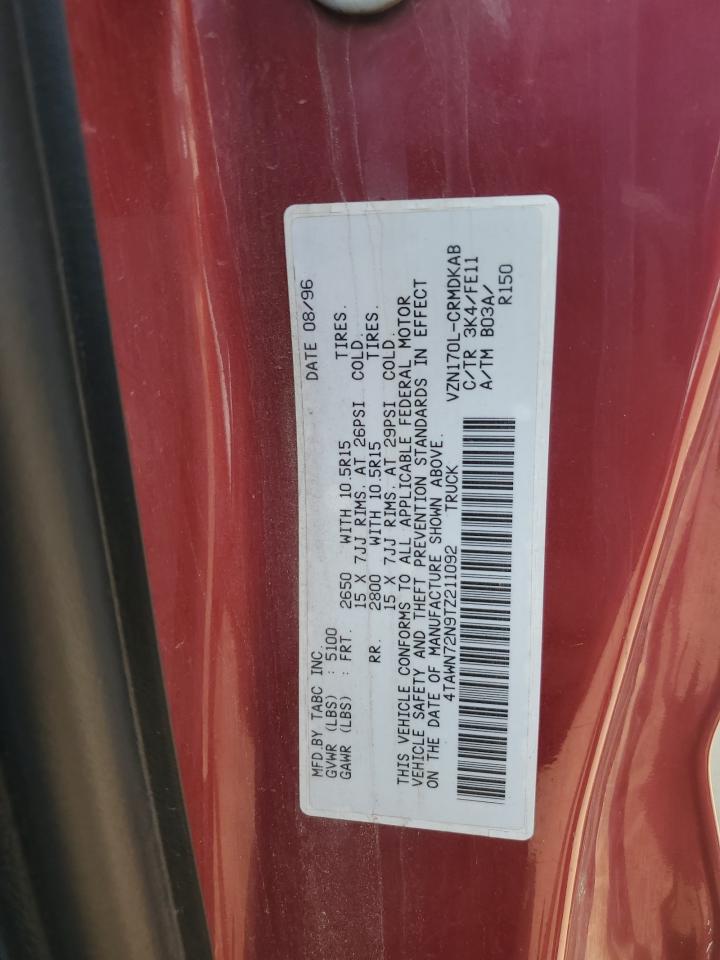 MFD.BY TABC INC. DATE 08/96
GVWR (LBS) : 5100
GAWR (LBS) : FRT. 2650 WITH 10.5R15 TIRES.
15 X 7JJ RIMS. AT 26PSI COLD.
RR. 2800 WITH 10.5R15 TIRES.
15 X 7JJ RIMS. AT 29PSI COLD.
THIS VEHICLE CONFORMS TO ALL APPLICABLE FEDERAL MOTOR
VEHICLE SAFETY AND THEFT PREVENTION STANDARDS IN EFFECT
ON THE DATE OF MANUFACTURE SHOWN ABOVE.
4TAWN72N9TZ211092 TRUCK
VZN170L-CRMDKAB
C/TR 3K4/FE11
A/TM B03A/
R150